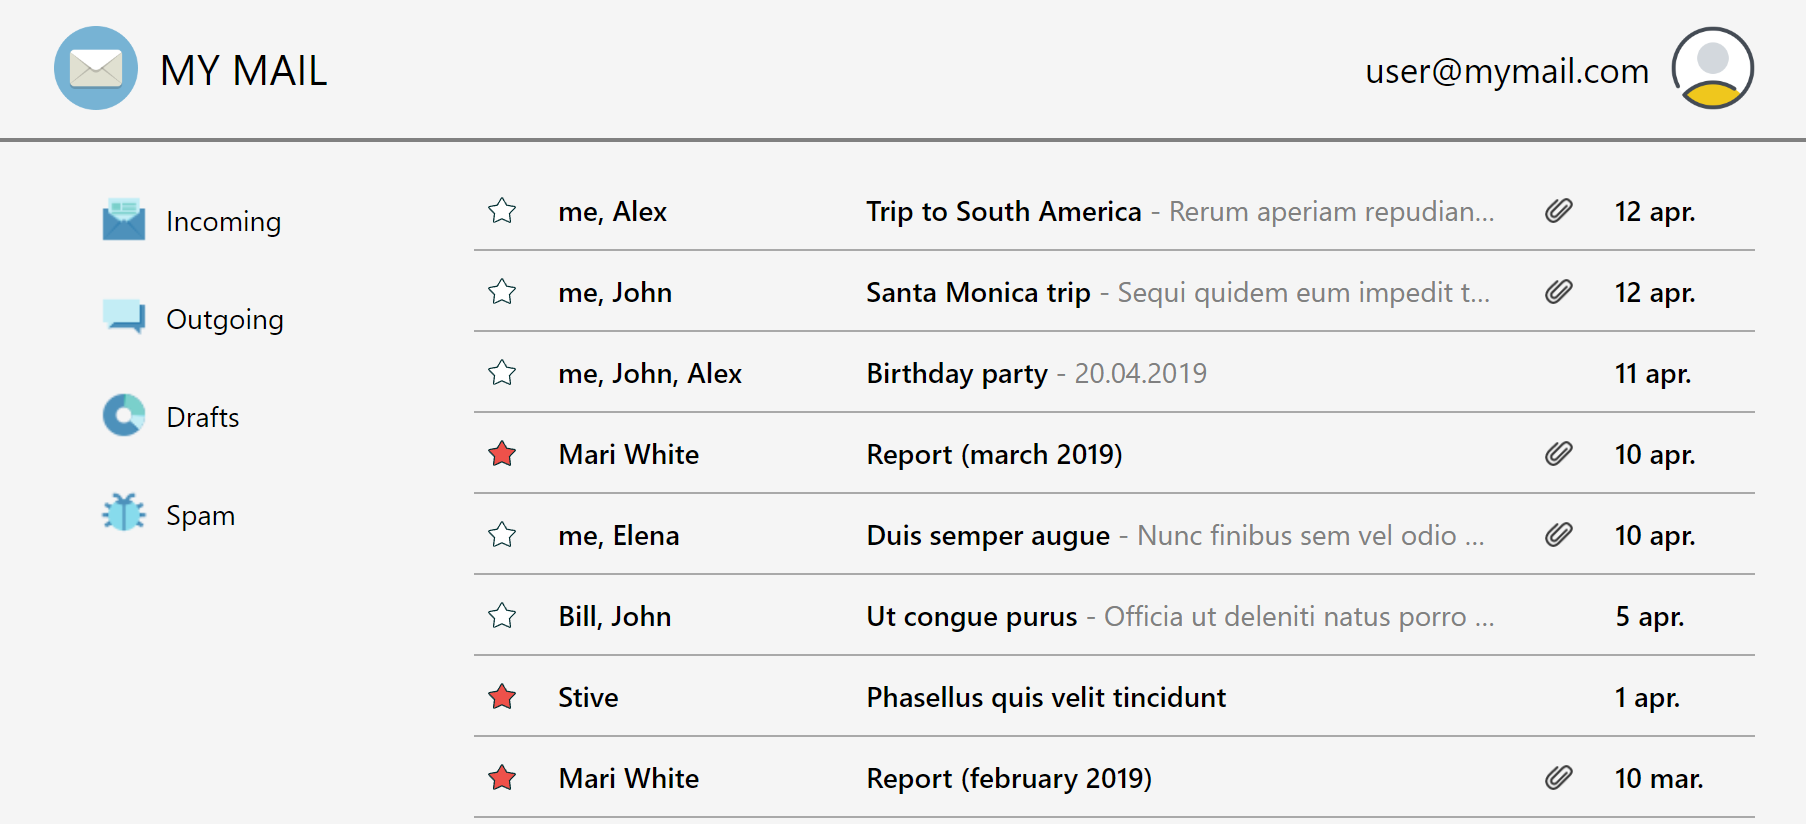 MY MAIL
user@mymail.com
Incoming
Outgoing
Drafts
Spam
me, Alex Trip to South America - Rerum aperiam repudian... 12 apr.
me, John Santa Monica trip - Sequi quidem eum impedit t... 12 apr.
me, John, Alex Birthday party - 20.04.2019 11 apr.
Mari White Report (march 2019) 10 apr.
me, Elena Duis semper augue - Nunc finibus sem vel odio ... 10 apr.
Bill, John Ut congue purus - Officia ut deleniti natus porro ... 5 apr.
Stive Phasellus quis velit tincidunt 1 apr.
Mari White Report (february 2019) 10 mar.